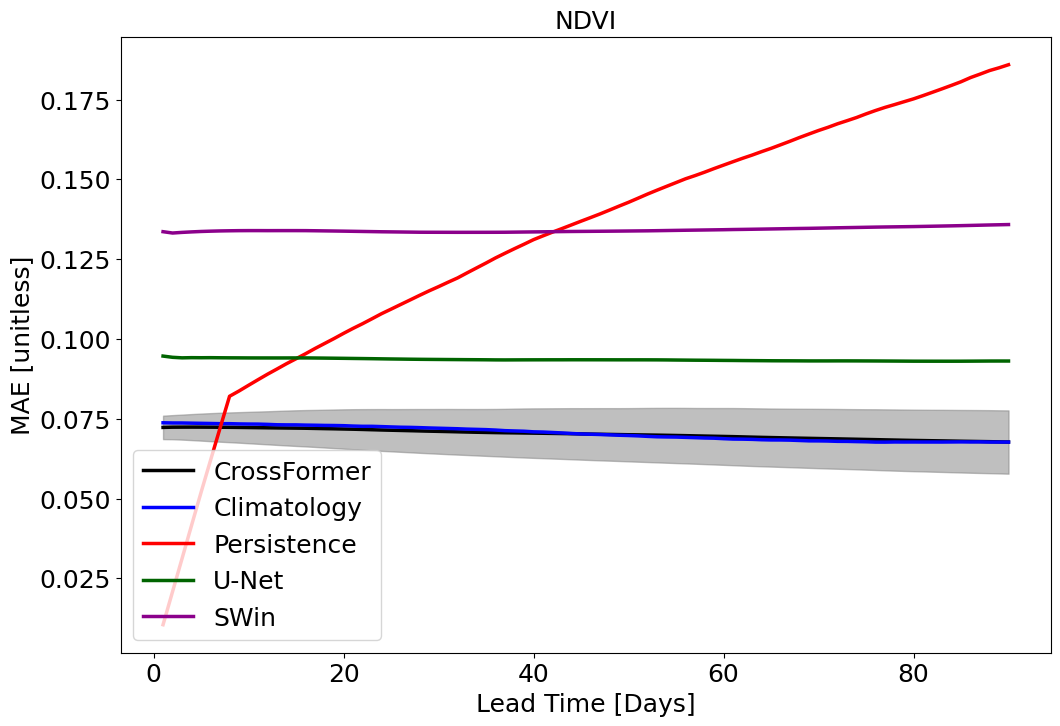 NDVI
MAE [unitless]
0.175
0.150
0.125
0.100
0.075
0.050
0.025
CrossFormer
Climatology
Persistence
U-Net
SWin
0
20
40
60
80
Lead Time [Days]